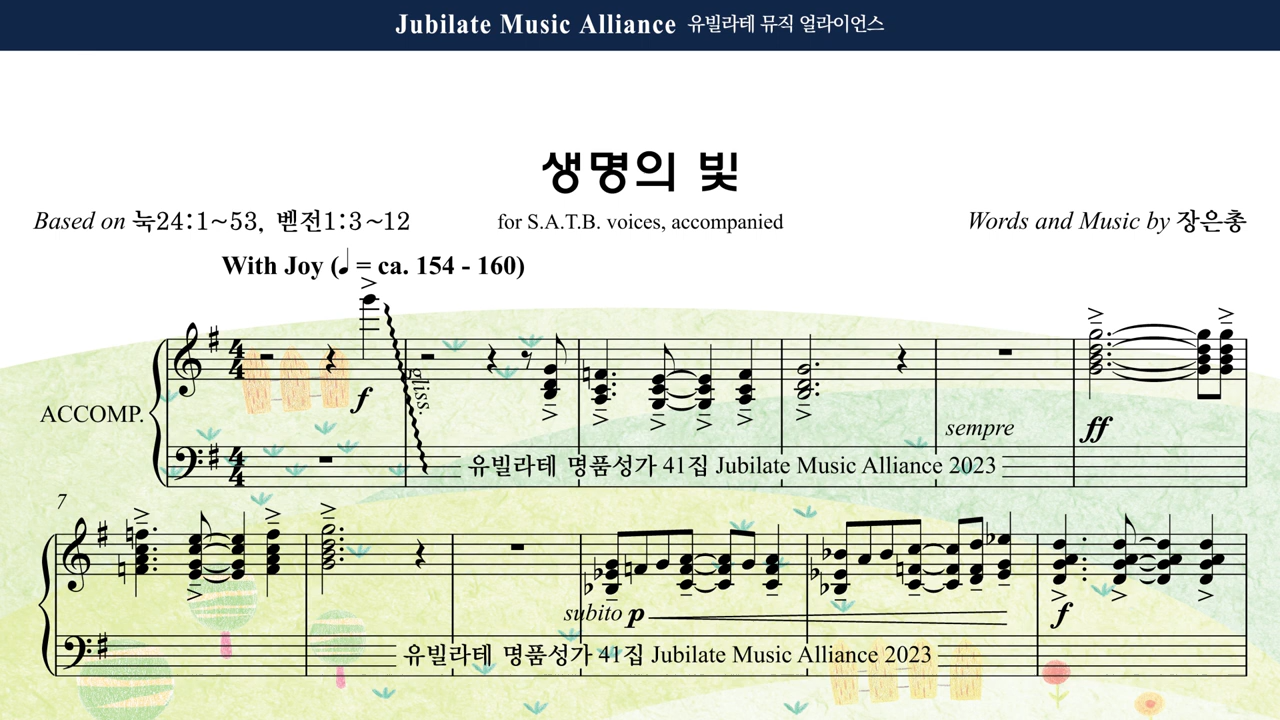 Jubilate Music Alliance 유빌라테 뮤직 얼라이언스
생명의 빛
Based on 눅24:1~53, 벧전1:3~12
for S.A.T.B. voices, accompanied
Words and Music by 장은총
With Joy (♩ = ca. 154 - 160)
f
gliss.
ACCOMP.
sempre
ff
유빌라테 명품성가 41집 Jubilate Music Alliance 2023
7
subito p
f
유빌라테 명품성가 41집 Jubilate Music Alliance 2023